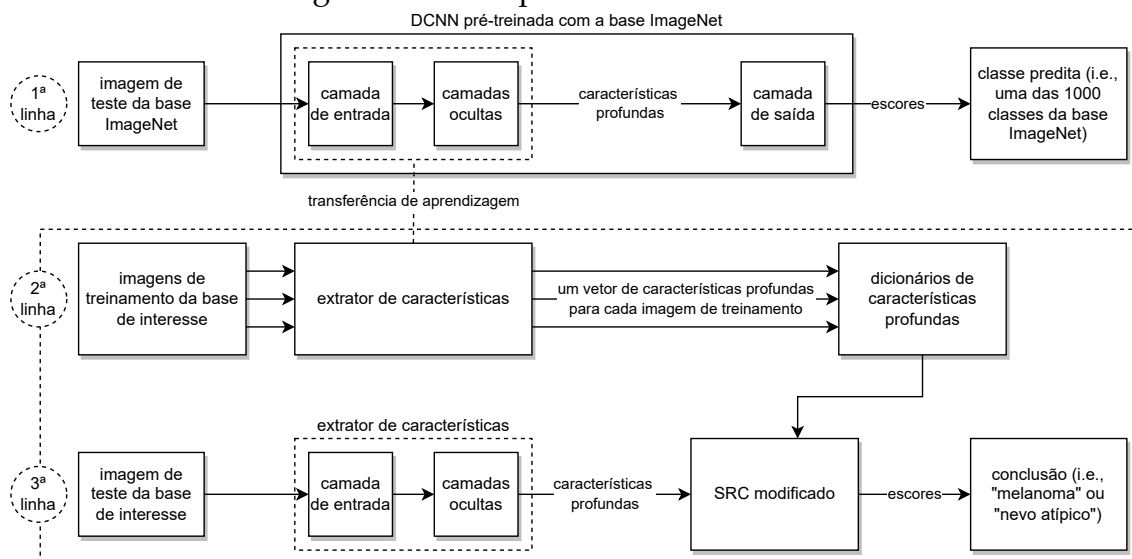 DCNN pré-treinada com a base ImageNet
1ª
linha
imagem de
teste da base
ImageNet
camada
de entrada
camadas
ocultas
características
profundas
camada
de saída
escores
classe predita (i.e.,
uma das 1000
classes da base
ImageNet)
transferência de aprendizagem
2ª
linha
imagens de
treinamento da base
de interesse
extrator de características
um vetor de características profundas
para cada imagem de treinamento
dicionários de
características
profundas
extrator de características
3ª
linha
imagem de
teste da base
de interesse
camada
de entrada
camadas
ocultas
características
profundas
SRC modificado
escores
conclusão (i.e.,
"melanoma" ou
"nevo atípico")